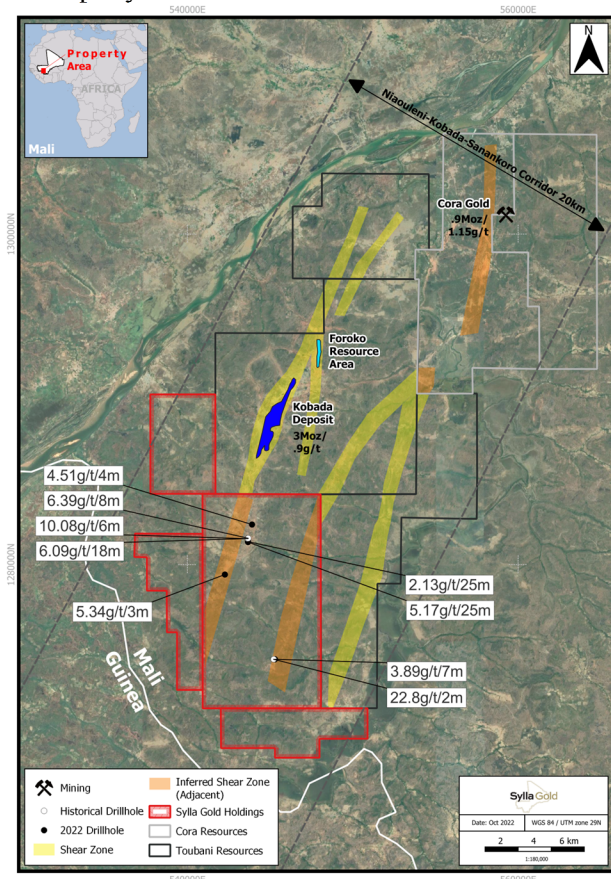 540000E
560000E
Property
Area
AFRICA
Mali
N
Niaouleni-Kobada-Sanankoro Corridor 20km
Cora Gold
.9Moz/
1.15g/t
1300000N
1300000N
Foroko
Resource
Area
Kobada
Deposit
3Moz/
.9g/t
4.51g/t/4m
6.39g/t/8m
10.08g/t/6m
6.09g/t/18m
2.13g/t/25m
5.17g/t/25m
1280000N
1280000N
5.34g/t/3m
3.89g/t/7m
22.8g/t/2m
Mali
Guinea
Mining
Historical Drillhole
2022 Drillhole
Shear Zone
Inferred Shear Zone
(Adjacent)
Sylla Gold Holdings
Cora Resources
Toubani Resources
Sylla Gold
Date: Oct 2022
WGS 84 / UTM zone 29N
2 4 6 km
1:180,000
540000E